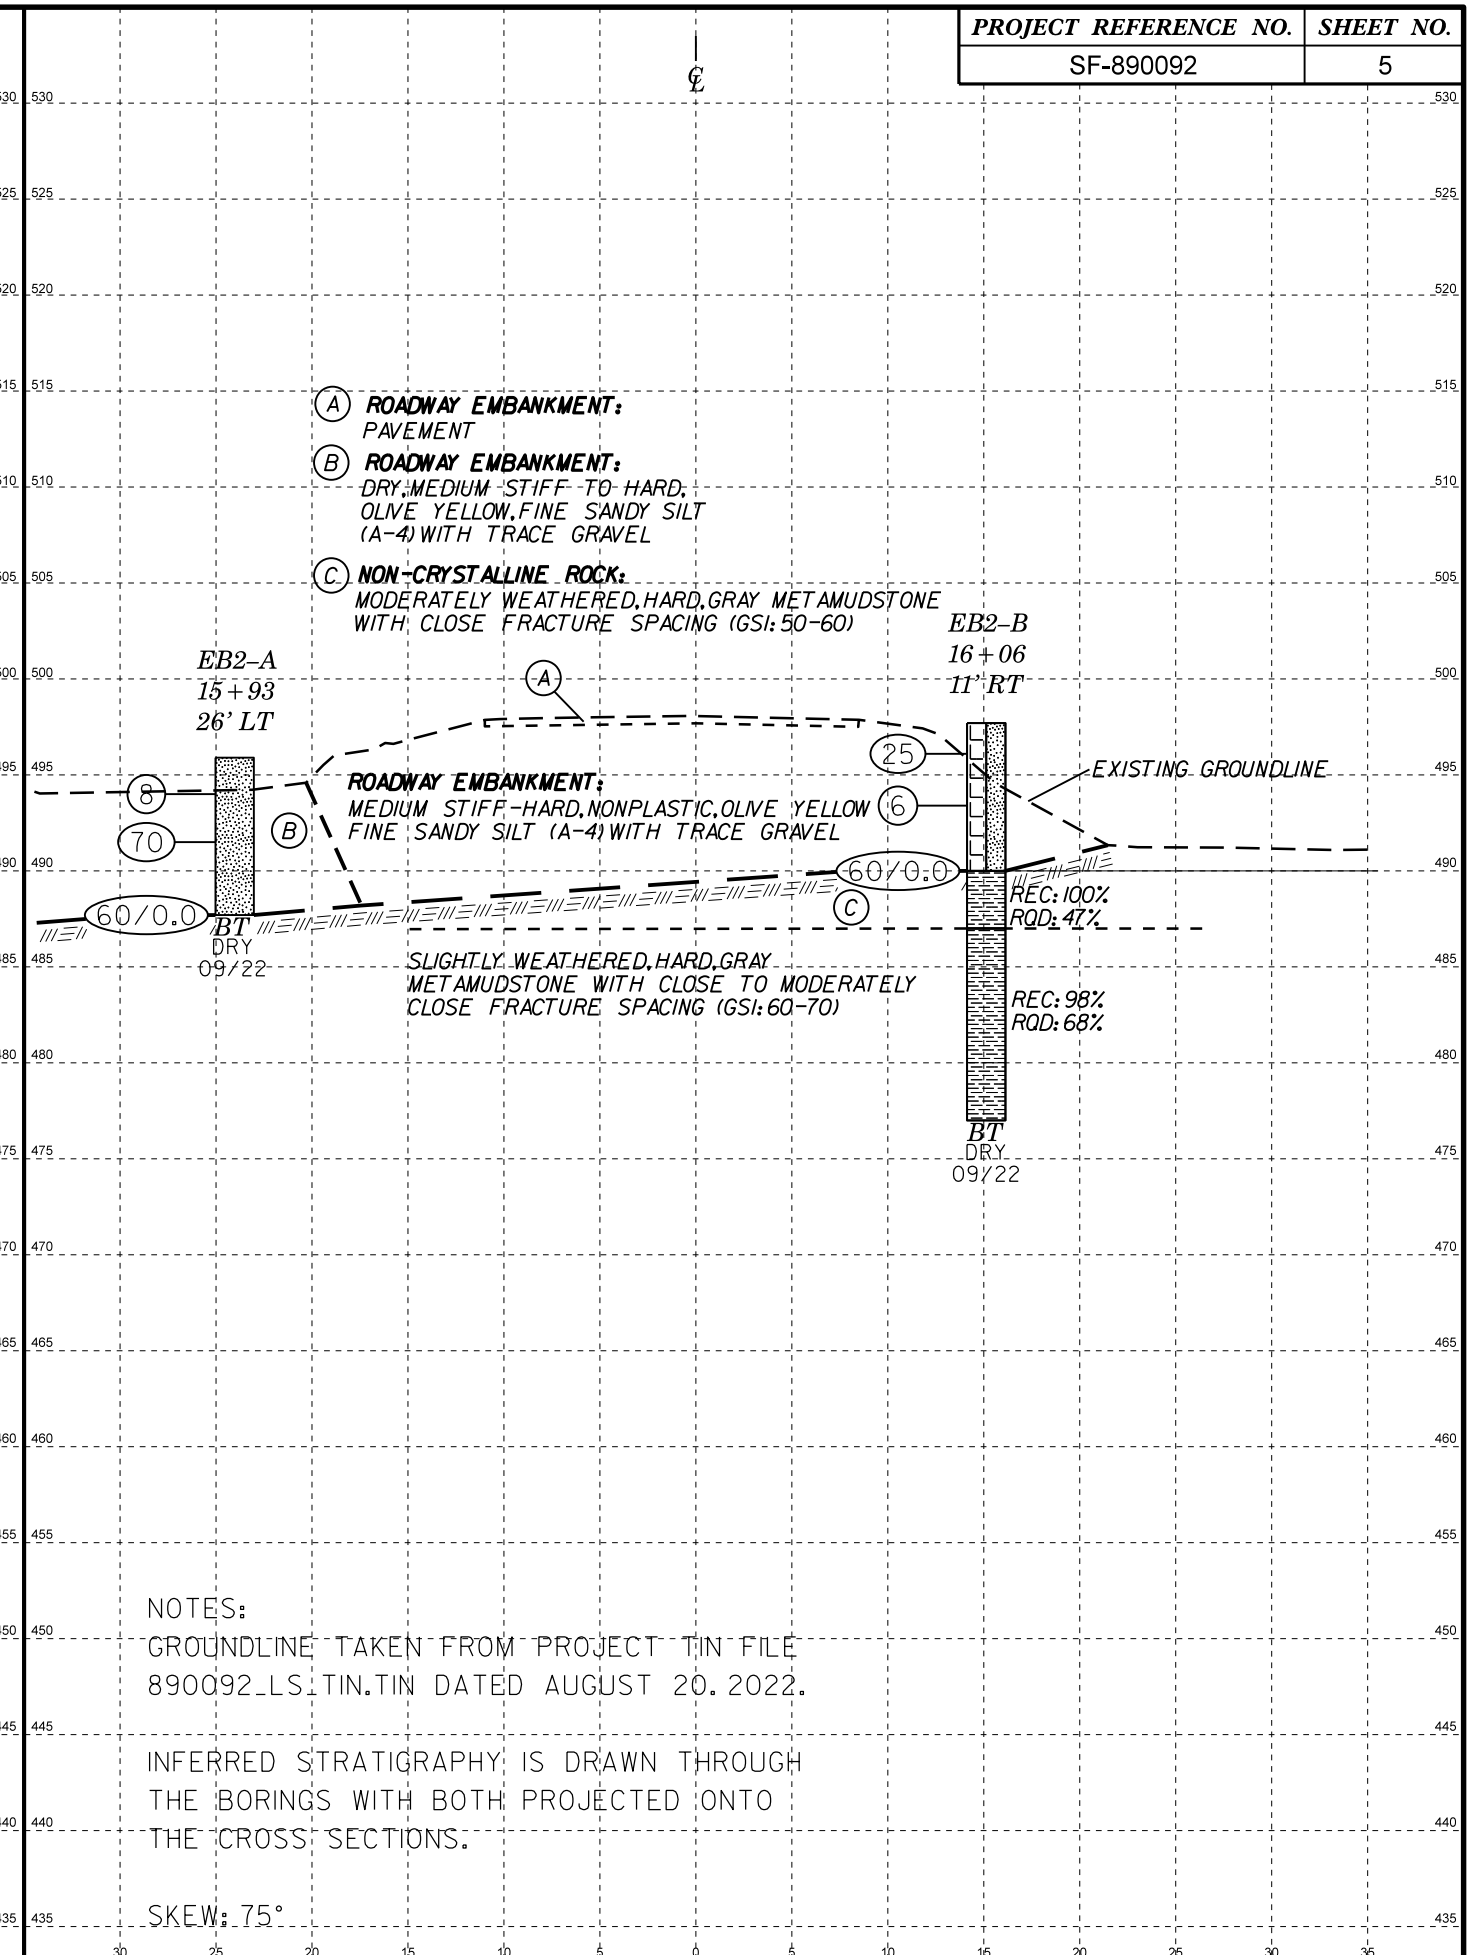 PROJECT REFERENCE NO. SHEET NO.
SF-890092 5
℄
530 530 530
525 525 525
520 520 520
515 515 515
Ⓐ ROADWAY EMBANKMENT:
PAVEMENT
Ⓑ ROADWAY EMBANKMENT:
510 510 510
DRY, MEDIUM STIFF TO HARD,
OLIVE YELLOW, FINE SANDY SILT
(A-4) WITH TRACE GRAVEL
505 505 505
Ⓒ NON-CRYSTALLINE ROCK:
MODERATELY WEATHERED, HARD, GRAY METAMUDSTONE
WITH CLOSE FRACTURE SPACING (GSI: 50-60)
EB2-B
16+06
11' RT
EB2-A
15+93
26' LT
500 500 500
A
25
495 495 495
EXISTING GROUNDLINE
ROADWAY EMBANKMENT:
MEDIUM STIFF-HARD, NONPLASTIC, OLIVE YELLOW
FINE SANDY SILT (A-4) WITH TRACE GRAVEL
8
6
B
70
490 490 490
60/0.0
C
REC: 100%
RQD: 47%
60/0.0
BT
DRY
09/22
485 485 485
SLIGHTLY WEATHERED, HARD, GRAY
METAMUDSTONE WITH CLOSE TO MODERATELY
CLOSE FRACTURE SPACING (GSI: 60-70)
REC: 98%
RQD: 68%
480 480 480
BT
DRY
09/22
475 475 475
470 470 470
465 465 465
460 460 460
455 455 455
NOTES:
GROUNDLINE TAKEN FROM PROJECT TIN FILE
890092_LS_TIN.TIN DATED AUGUST 20, 2022.
450 450 450
445 445 445
INFERRED STRATIGRAPHY IS DRAWN THROUGH
THE BORINGS WITH BOTH PROJECTED ONTO
THE CROSS SECTIONS.
440 440 440
SKEW: 75°
435 435 435
30 25 20 15 10 5 0 5 10 15 20 25 30 35